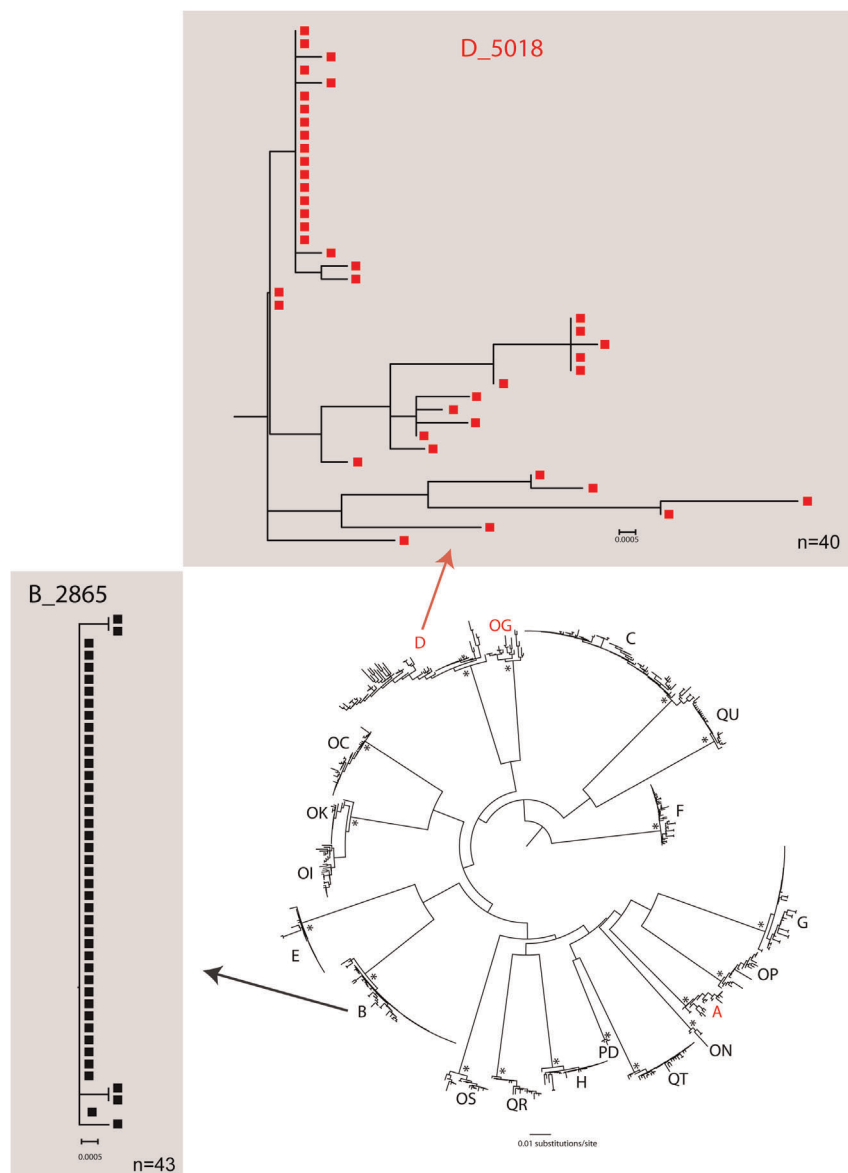 D_5018
0.0005
n=40
B_2865
0.0005
n=43
D
OG
C
QU
OC
OK
OI
F
E
B
G
OP
A
ON
PD
QT
H
QR
OS
* * * * * * * * * * * * * * * *
0.01 substitutions/site